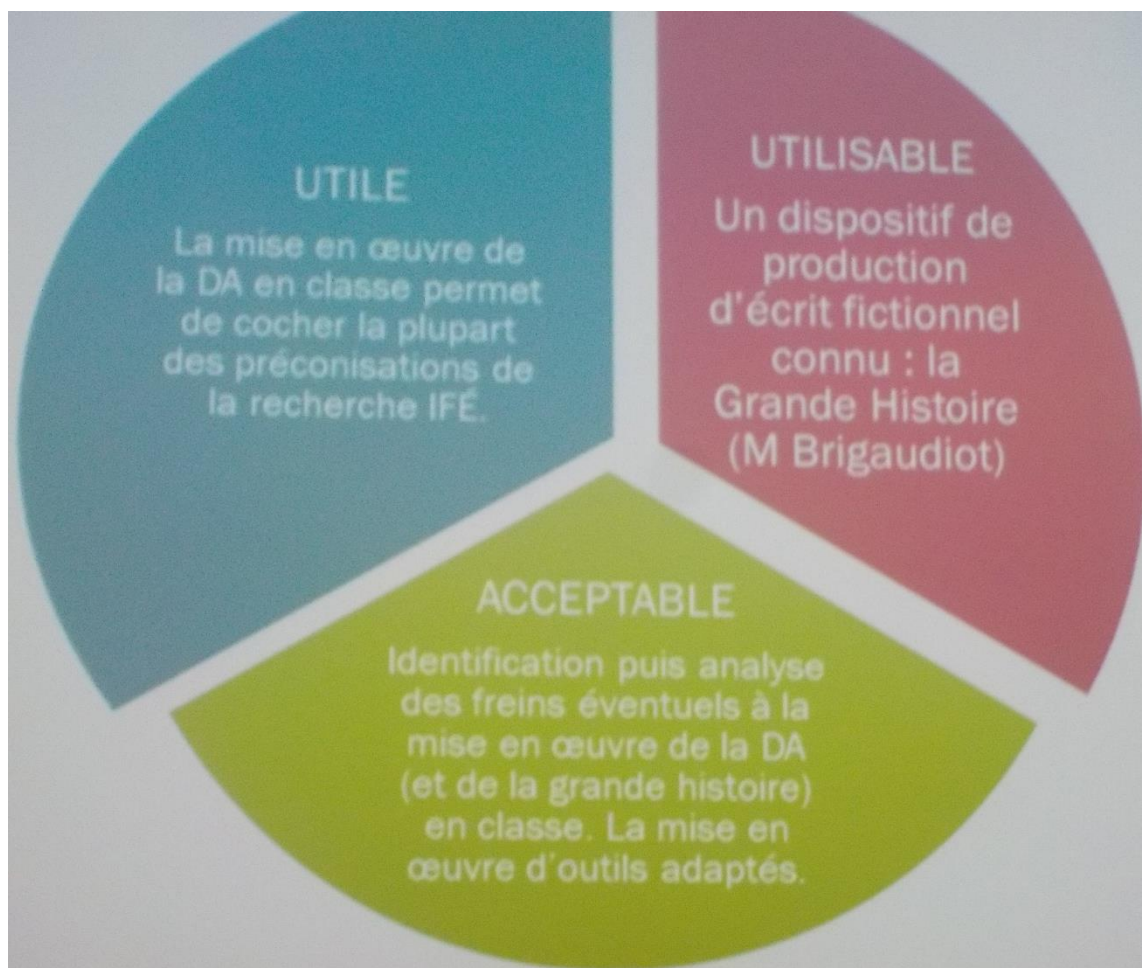 UTILE
La mise en œuvre de
la DA en classe permet
de cocher la plupart
des préconisations de
la recherche IFÉ.
UTILISABLE
Un dispositif de
production
d'écrit fictionnel
connu : la
Grande Histoire
(M Brigaudiot)
ACCEPTABLE
Identification puis analyse
des freins éventuels à la
mise en œuvre de la DA
(et de la grande histoire)
en classe. La mise en
œuvre d'outils adaptés.